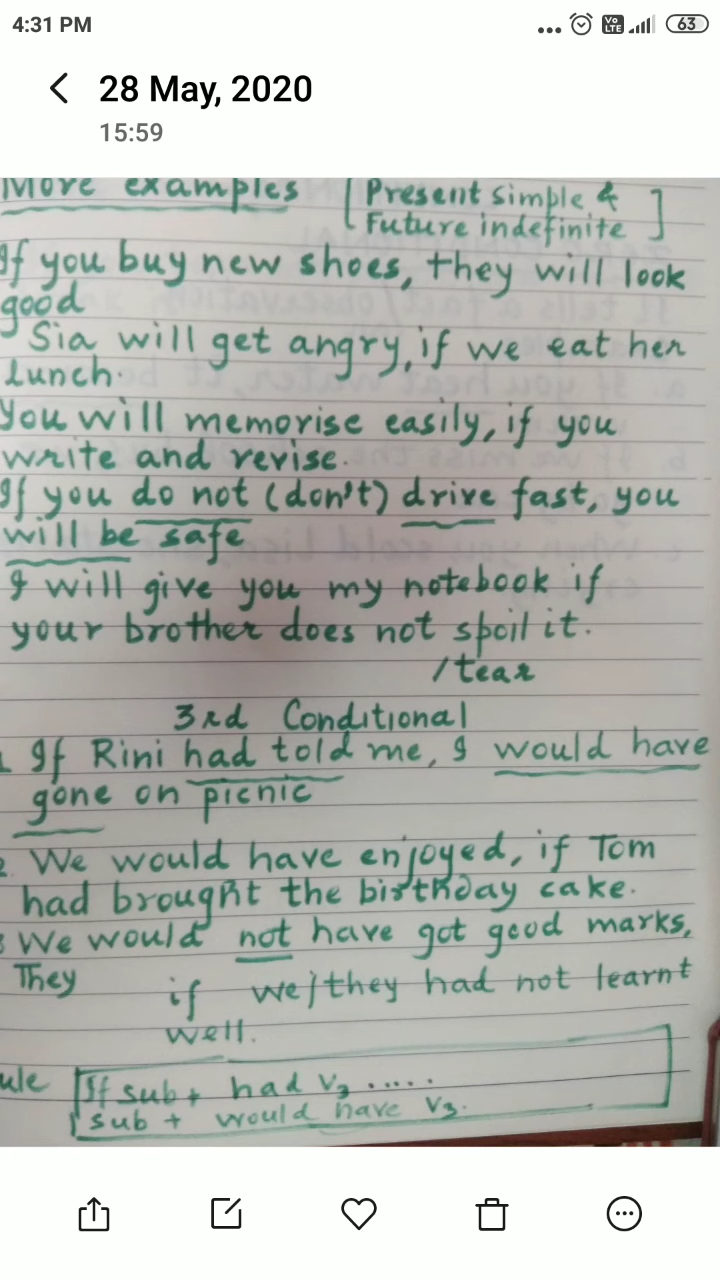 4:31 PM
... Vo LTE 63
28 May, 2020
15:59
More examples [Present simple &
Future indefinite]
If you buy new shoes, they will look
good
Sia will get angry, if we eat her
lunch.
You will memorise easily, if you
write and revise.
If you do not (don't) drive fast, you
will be safe
I will give you my notebook if
your brother does not spoil it.
/tear
3rd Conditional
1 If Rini had told me, I would have
gone on picnic
2. We would have enjoyed, if Tom
had brought the birthday cake.
3 We would not have got good marks,
They if we/they had not learnt
well.
ule If sub + had V3 .....
sub + would have V3.